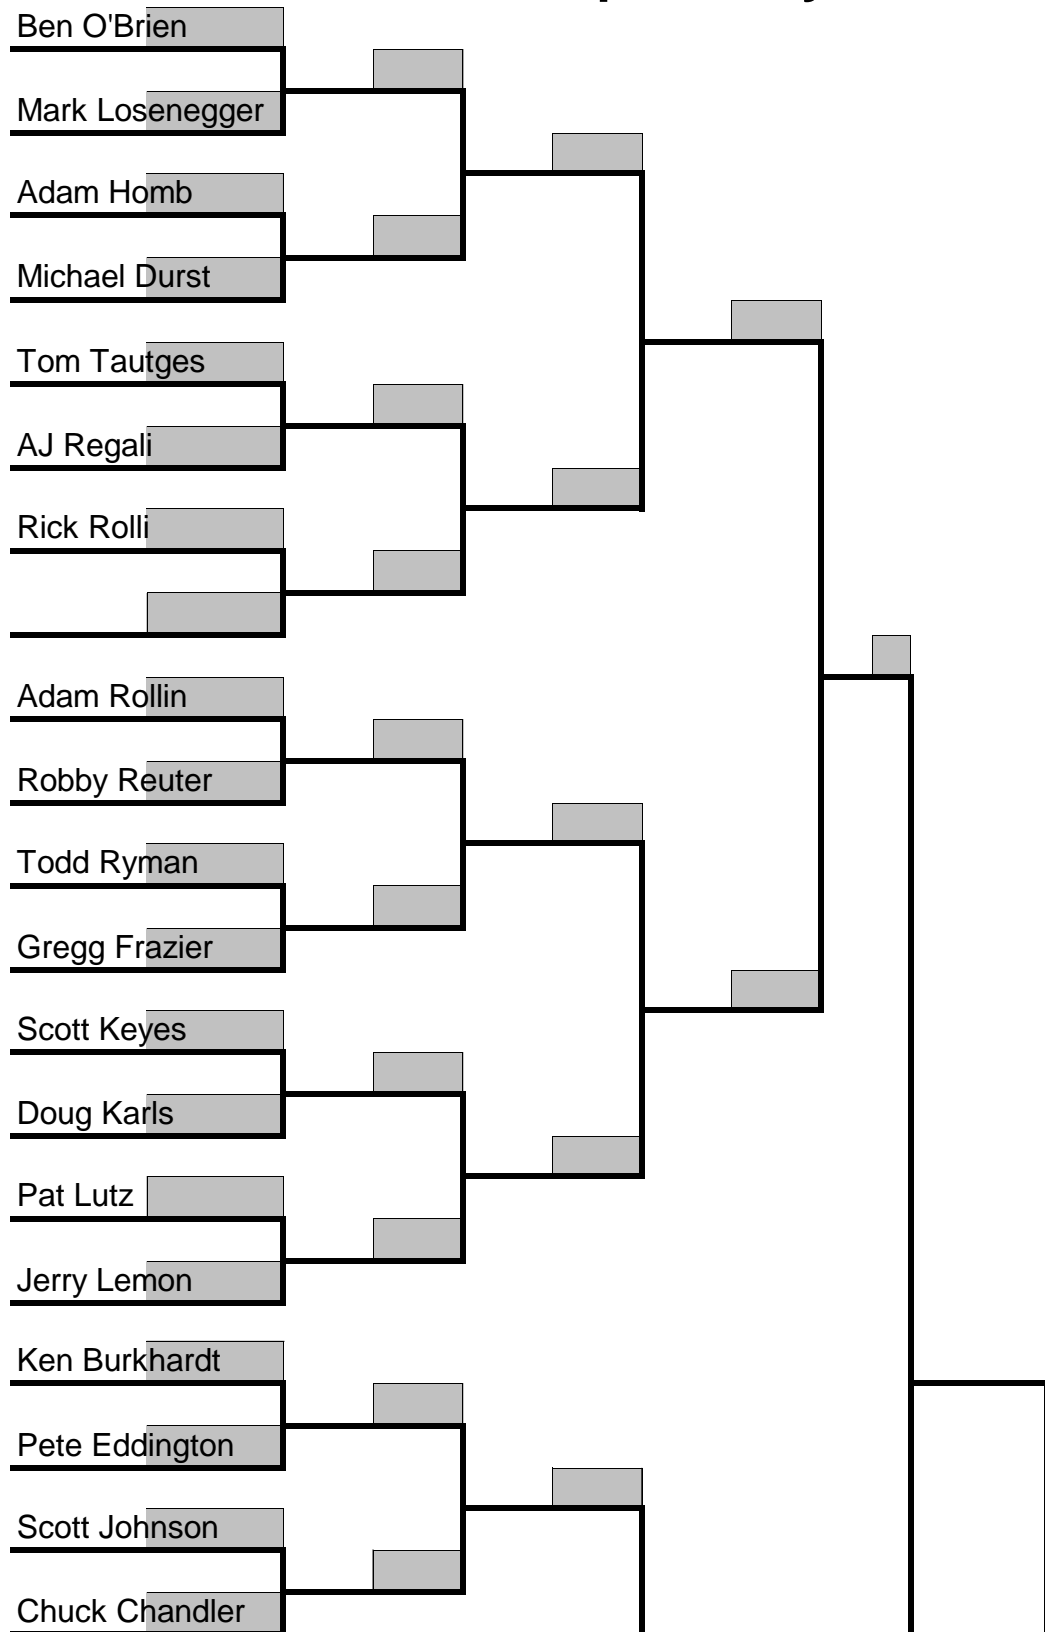 Ben O'Brien
Mark Losenegger
Adam Homb
Michael Durst
Tom Tautges
AJ Regali
Rick Rolli
Adam Rollin
Robby Reuter
Todd Ryman
Gregg Frazier
Scott Keyes
Doug Karls
Pat Lutz
Jerry Lemon
Ken Burkhardt
Pete Eddington
Scott Johnson
Chuck Chandler